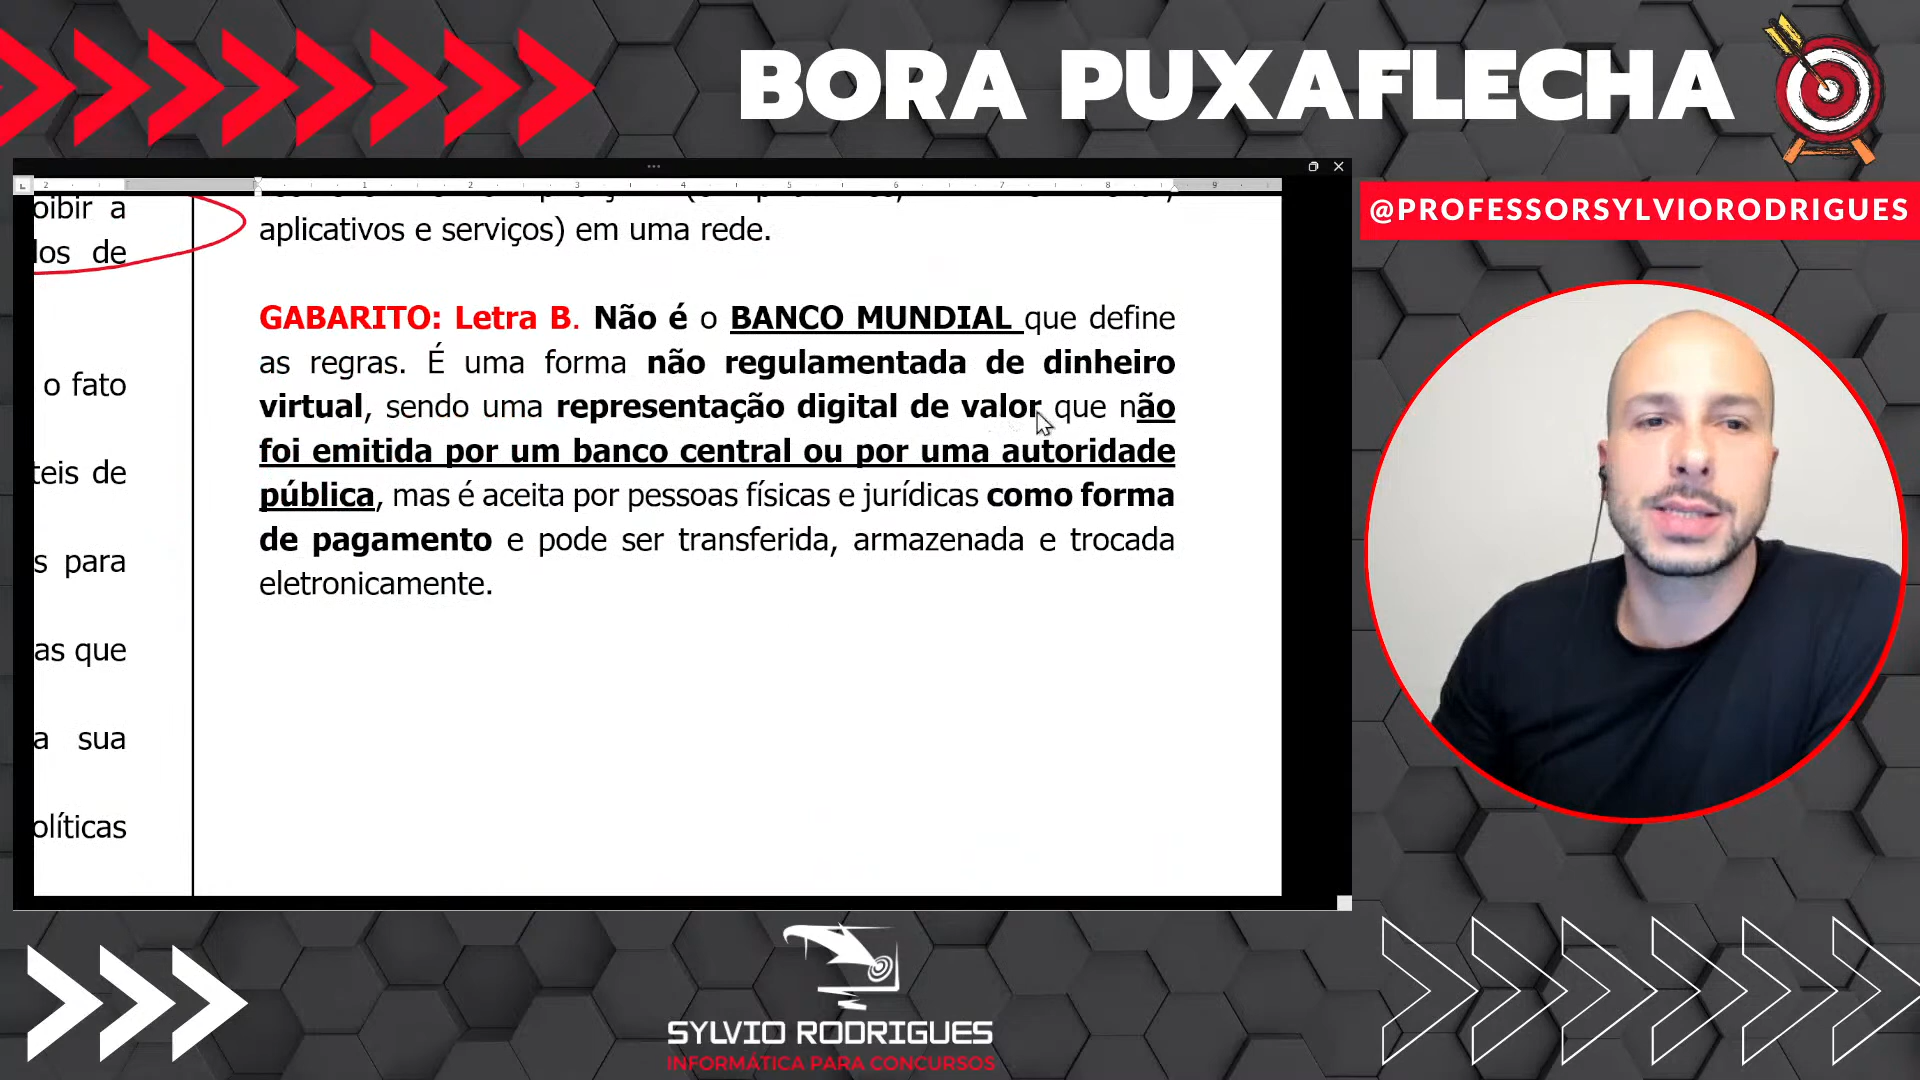 BORA PUXAFLECHA
@PROFESSORSYLVIORODRIGUES
oibir a
los de
o fato
teis de
s para
as que
a sua
olíticas
aplicativos e serviços) em uma rede.
GABARITO: Letra B. Não é o BANCO MUNDIAL que define
as regras. É uma forma não regulamentada de dinheiro
virtual, sendo uma representação digital de valor que não
foi emitida por um banco central ou por uma autoridade
pública, mas é aceita por pessoas físicas e jurídicas como forma
de pagamento e pode ser transferida, armazenada e trocada
eletronicamente.
SYLVIO RODRIGUES
INFORMÁTICA PARA CONCURSOS